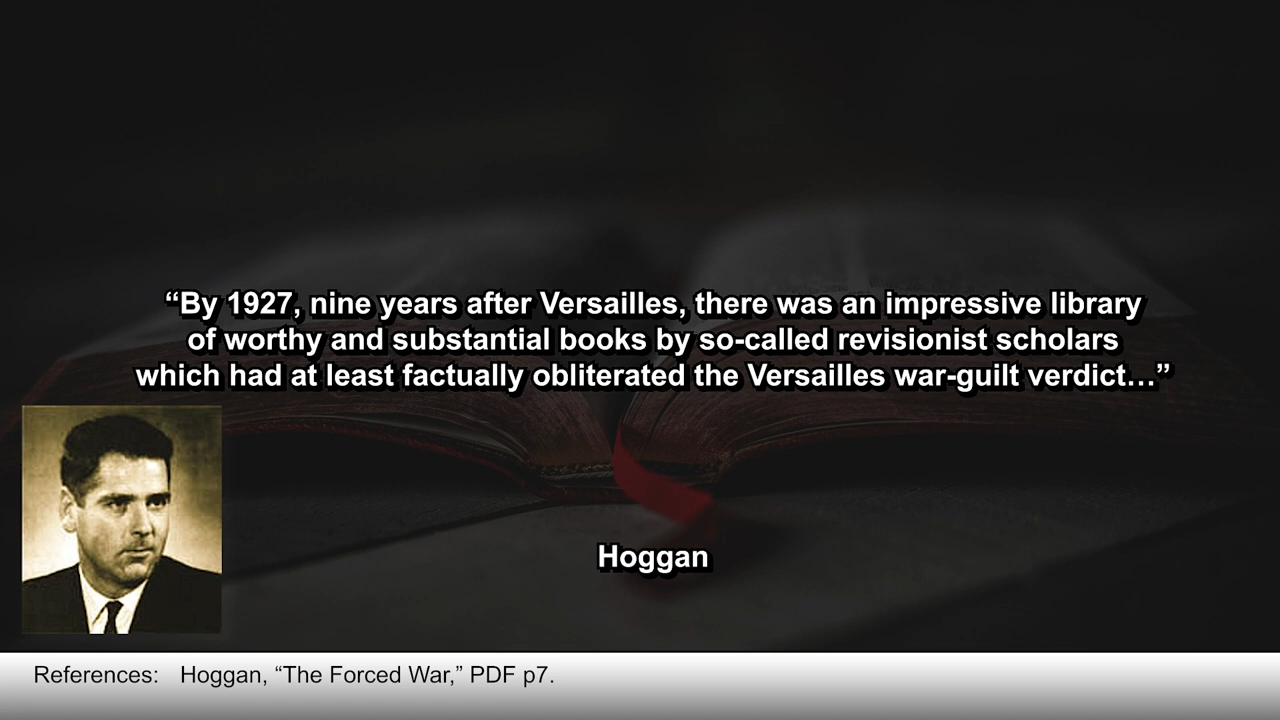 “By 1927, nine years after Versailles, there was an impressive library
of worthy and substantial books by so-called revisionist scholars
which had at least factually obliterated the Versailles war-guilt verdict…”
Hoggan
References: Hoggan, “The Forced War,” PDF p7.